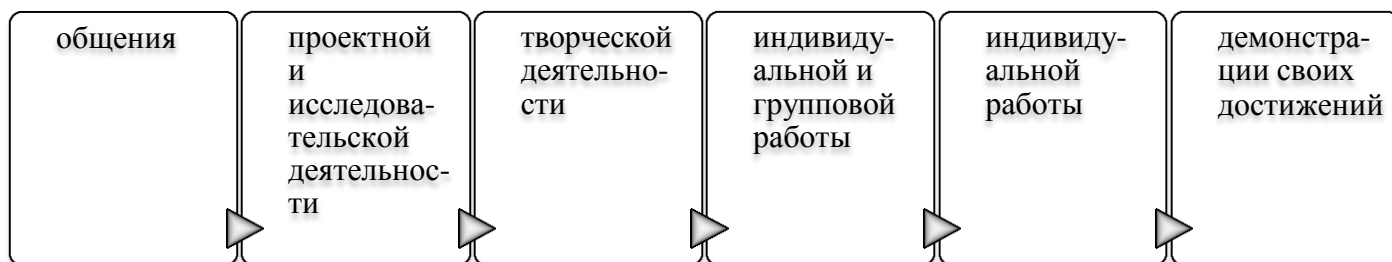 общения
проектной
и
исследова-
тельской
деятельнос-
ти
творческой
деятельно-
сти
индивиду-
альной и
групповой
работы
индивиду-
альной
работы
демонстра-
ции своих
достижений